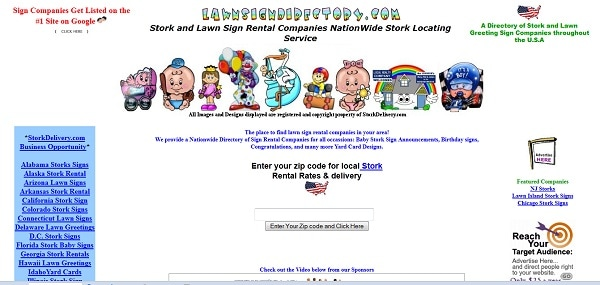 Sign Companies Get Listed on the
#1 Site on Google
( CLICK HERE )
LAWNSIGNDIRECTORY.COM
Stork and Lawn Sign Rental Companies NationWide Stork Locating
Service
A Directory of Stork and Lawn
Greeting Sign Companies throughout
the U.S.A
IT'S A
BOY!
All Images and Designs displayed are registered and copyright property of StorkDelivery.com
*StorkDelivery.com
Business Opportunity*
Alabama Storks Signs
Alaska Stork Rental
Arizona Lawn Signs
Arkansas Stork Rental
California Stork Sign
Colorado Stork Signs
Connecticut Lawn Signs
Delaware Lawn Greetings
D.C. Stork Signs
Florida Stork Baby Signs
Georgia Stork Rentals
Hawaii Lawn Greetings
IdahoYard Cards
Illinois Stork Sign
The place to find lawn sign rental companies in your area!
We provide a Nationwide Directory of Sign Rental Companies for all occasions: Baby Stork Sign Announcements, Birthday signs,
Congratulations, and many more Yard Card Designs.
Enter your zip code for local Stork
Rental Rates & delivery
Enter Your Zip code and Click Here
Check out the Video below from our Sponsors
Advertise
HERE
Featured Companies
NJ Storks
Lawn Island Stork Signs
Chicago Stork Signs
Reach
Your
Target Audience:
Advertise Here...
and direct people right
to your website.
GO